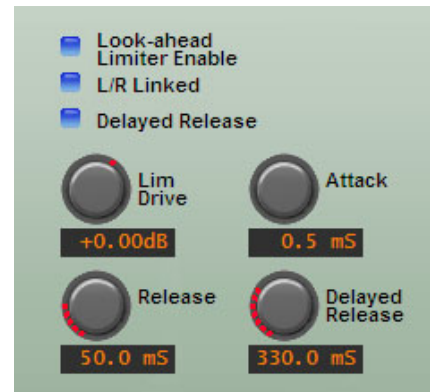 Look-ahead
Limiter Enable
L/R Linked
Delayed Release
Lim
Drive
Attack
+0.00dB
0.5 mS
Release
Delayed
Release
50.0 mS
330.0 mS